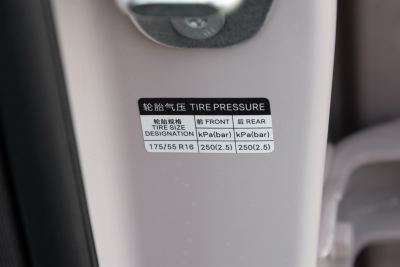 轮胎气压 TIRE PRESSURE
轮胎规格 前 FRONT 后 REAR
TIRE SIZE
DESIGNATION kPa(bar) kPa(bar)
175/55 R16 250(2.5) 250(2.5)